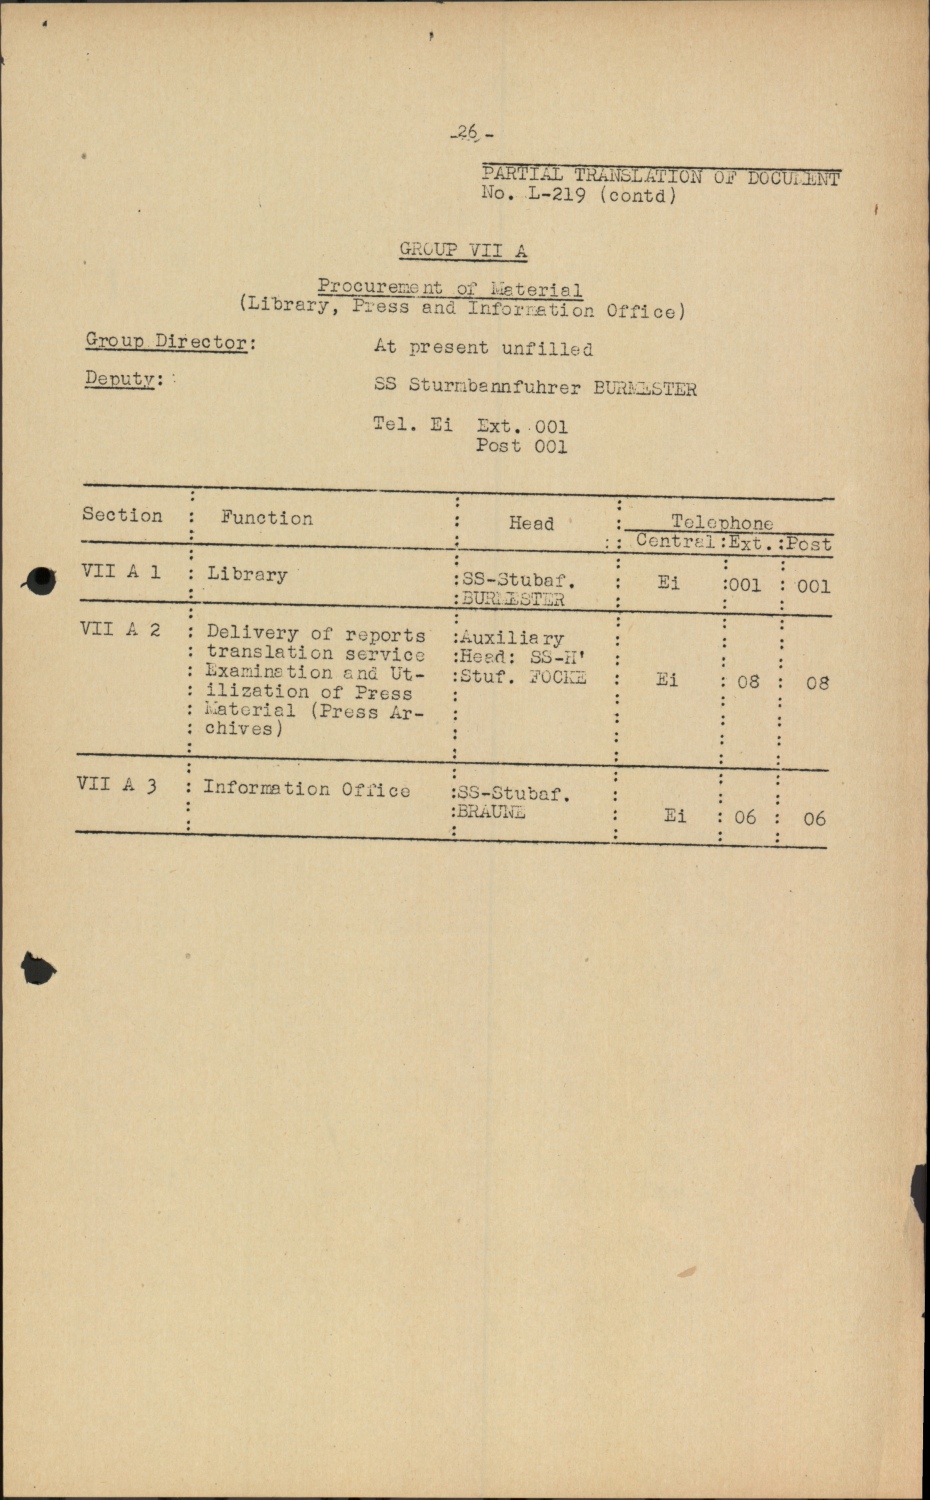 -26-
PARTIAL TRANSLATION OF DOCUMENT
No. L-219 (contd)
GROUP VII A
Procurement of Material
(Library, Press and Information Office)
Group Director: At present unfilled
Deputy: SS Sturmbannfuhrer BURMESTER
Tel. Ei Ext. 001
Post 001
Section : Function : Head : Telephone
: : Central :Ext. :Post
VII A 1 : Library :SS-Stubaf. : Ei :001 : 001
:BURMESTER :
VII A 2 : Delivery of reports :Auxiliary :
: translation service :Head: SS-H' :
: Examination and Ut- :Stuf. FOCKE : Ei : 08 : 08
: ilization of Press :
: Material (Press Ar- :
: chives) :
VII A 3 : Information Office :SS-Stubaf. :
:BRAUNE : Ei : 06 : 06